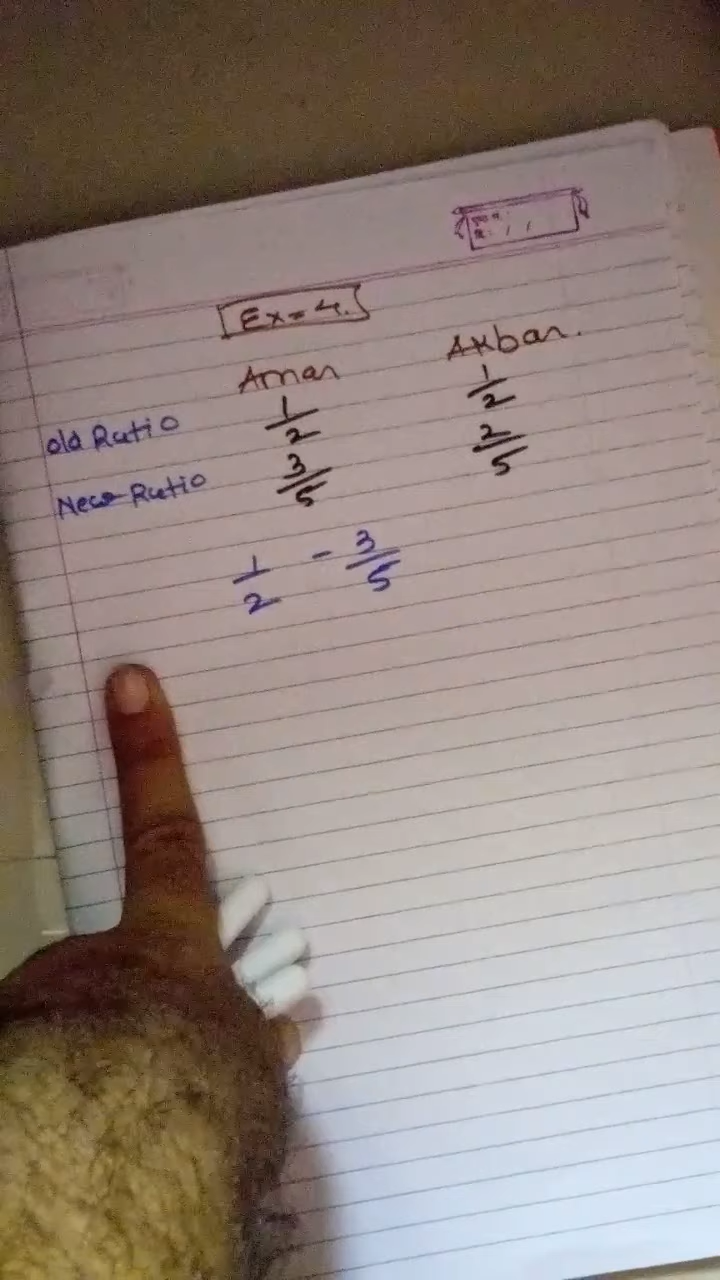 Ex = 4.
Aman Akbar.
Old Ratio 1/2 1/2
New Ratio 3/5 2/5
1/2 - 3/5